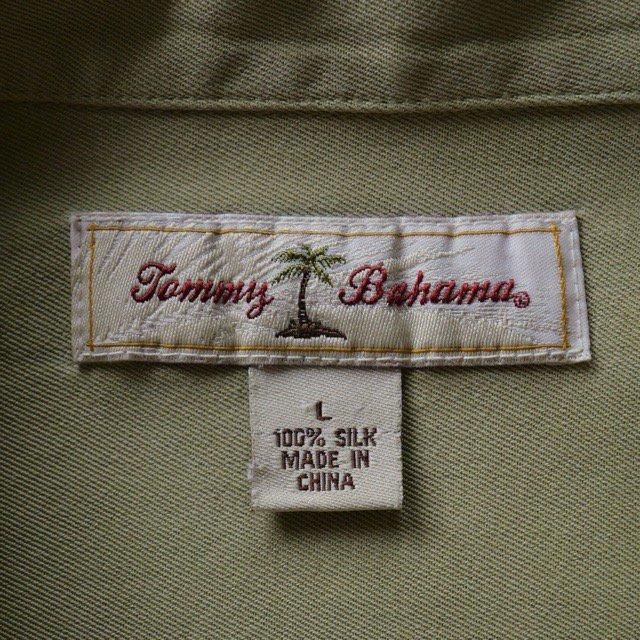 Tommy Bahama®
L
100% SILK
MADE IN
CHINA